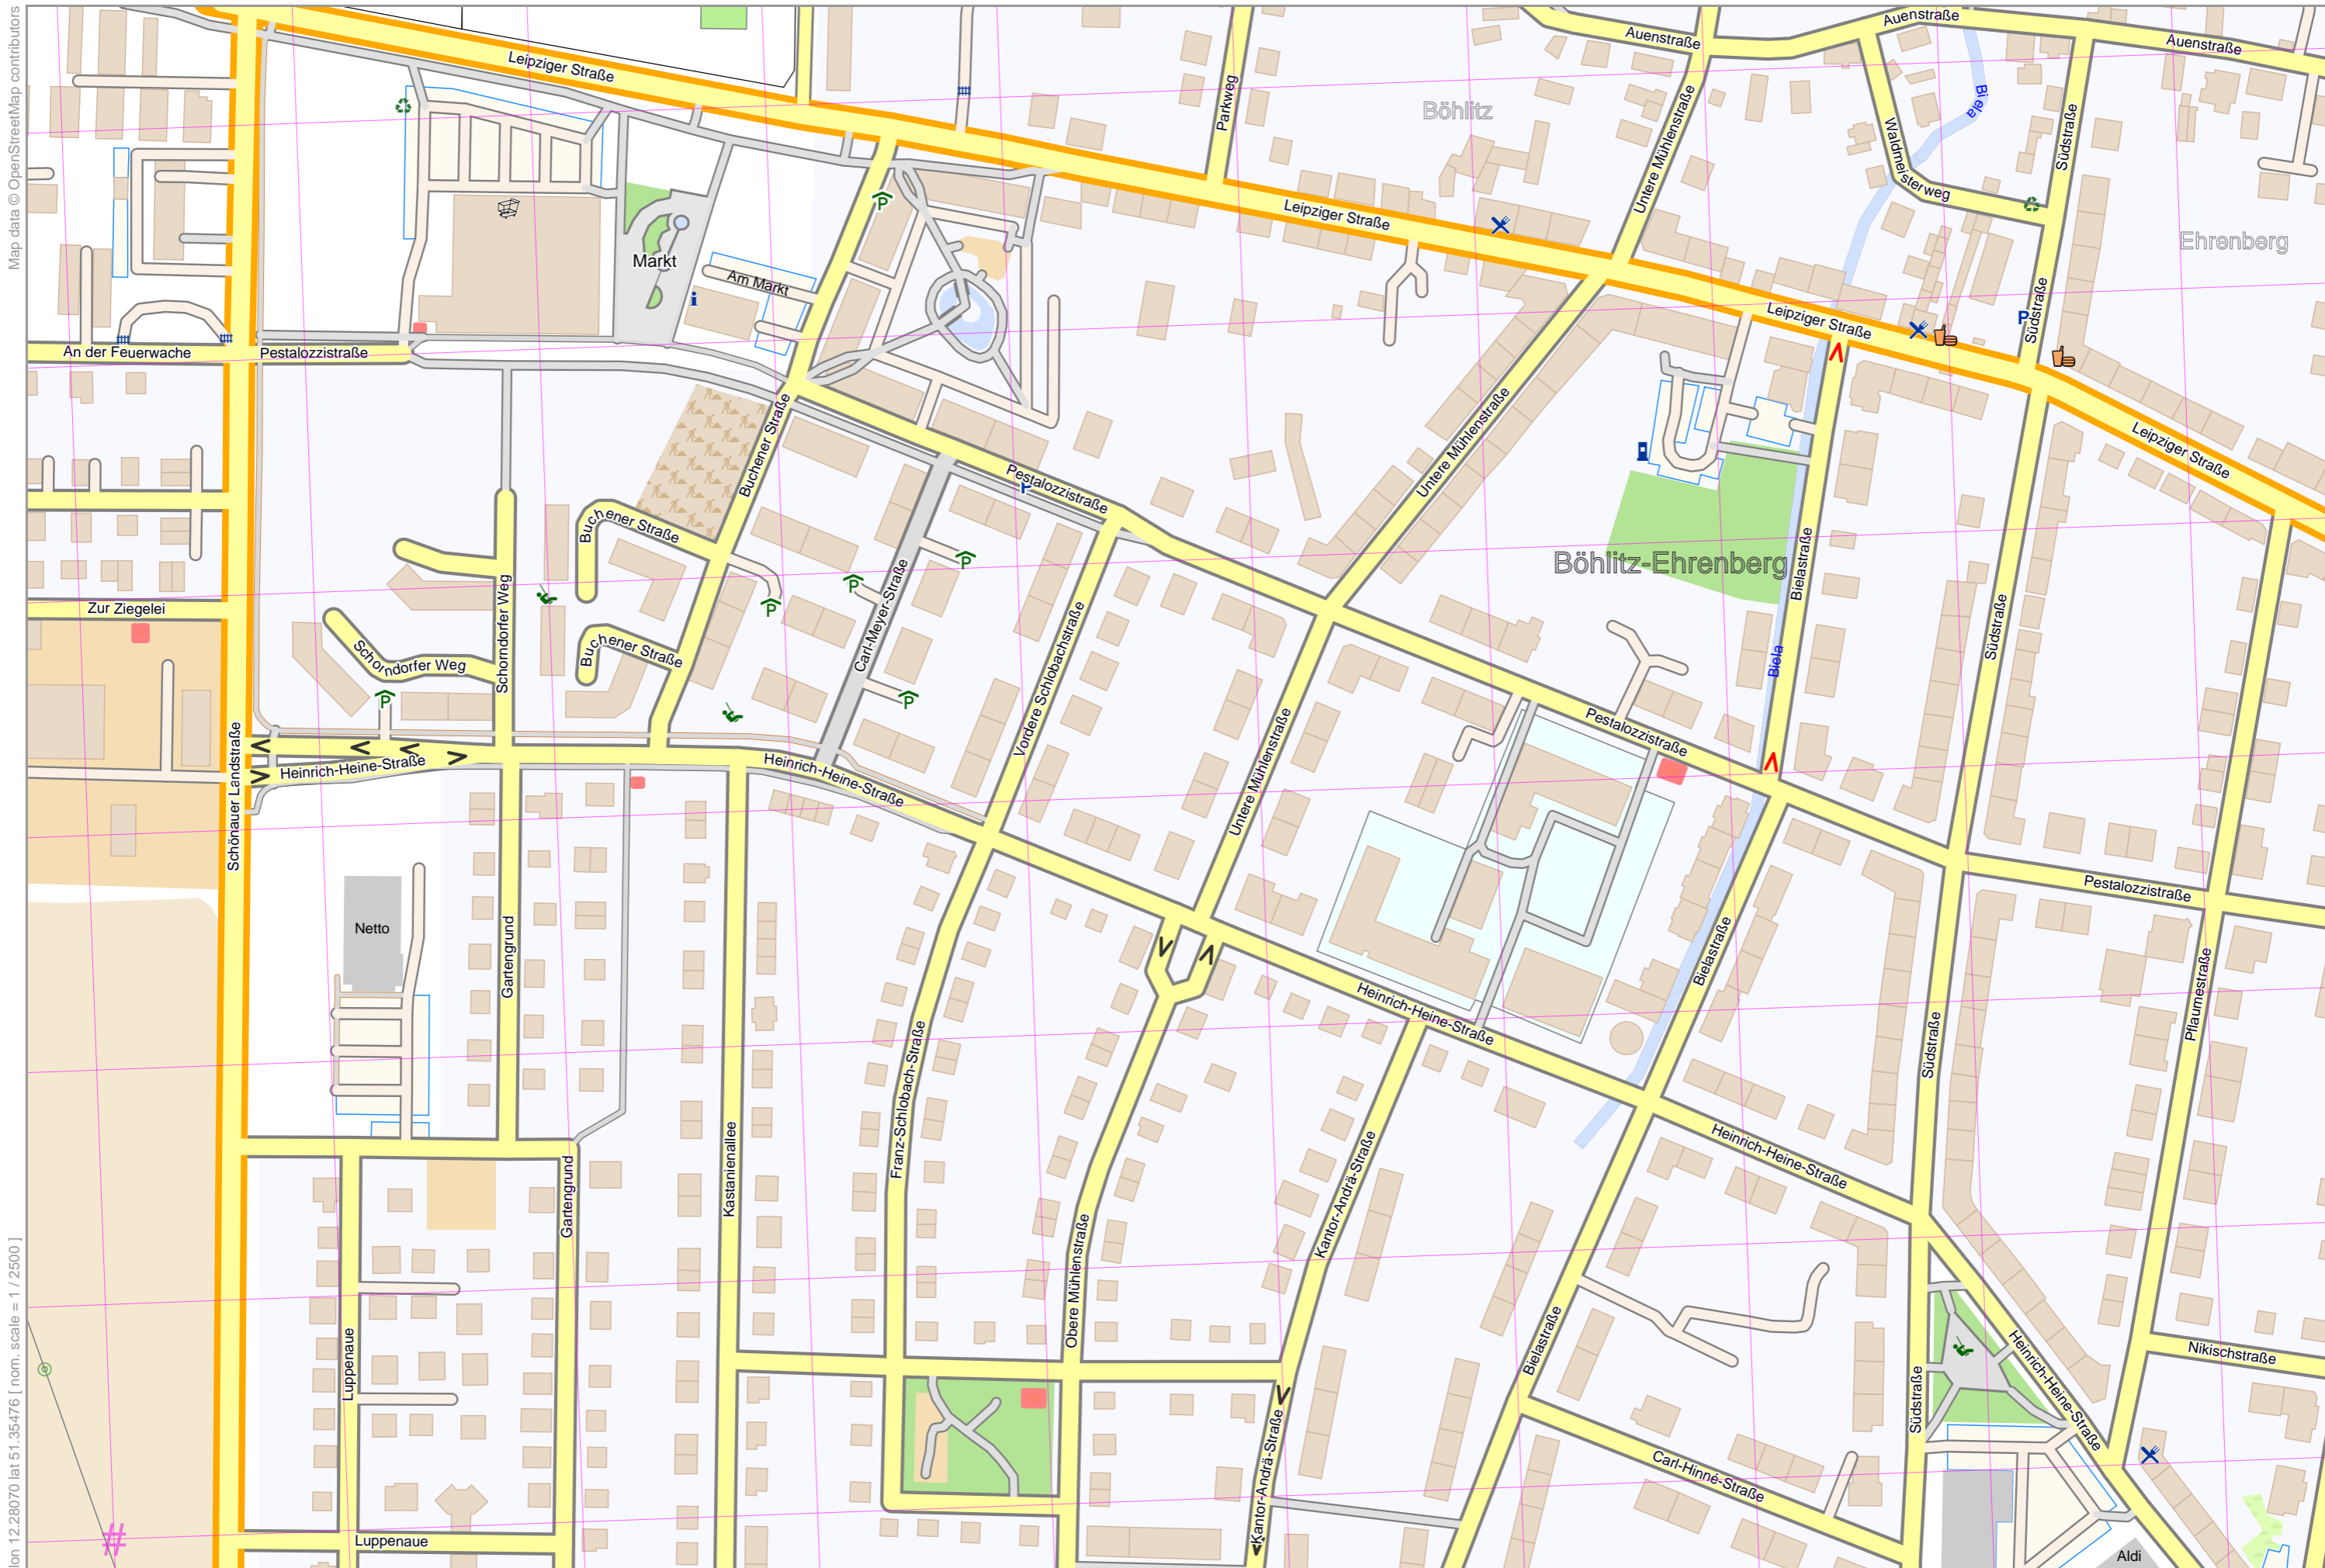 Map data © OpenStreetMap contributors
lon 12.28070 lat 51.35476 [ nom. scale = 1 / 2500 ]
Leipziger Straße
Parkweg
Auenstraße
Auenstraße
Auenstraße
Böhlitz
Untere Mühlenstraße
Waldmeisterweg
Biela
Südstraße
Ehrenberg
Leipziger Straße
Markt
Am Markt
i
P
An der Feuerwache
Pestalozzistraße
Leipziger Straße
P
Südstraße
Buchener Straße
Untere Mühlenstraße
Leipziger Straße
Pestalozzistraße
P
Buchener Straße
P
P
P
Böhlitz-Ehrenberg
Bielastraße
Zur Ziegelei
Schorndorfer Weg
Carl-Meyer-Straße
Südstraße
Buchener Straße
Schorndorfer Weg
Biela
P
P
Vordere Schlobachstraße
Pestalozzistraße
Schönauer Landstraße
Heinrich-Heine-Straße
Heinrich-Heine-Straße
Untere Mühlenstraße
Pestalozzistraße
Netto
Gartengrund
Bielastraße
Pflaumestraße
Heinrich-Heine-Straße
Südstraße
Franz-Schlobach-Straße
Kastanienallee
Gartengrund
Kantor-Andrä-Straße
Heinrich-Heine-Straße
Obere Mühlenstraße
Luppenaue
Bielastraße
Heinrich-Heine-Straße
Nikischstraße
Südstraße
Kantor-Andrä-Straße
Carl-Hinné-Straße
#
Luppenaue
Aldi